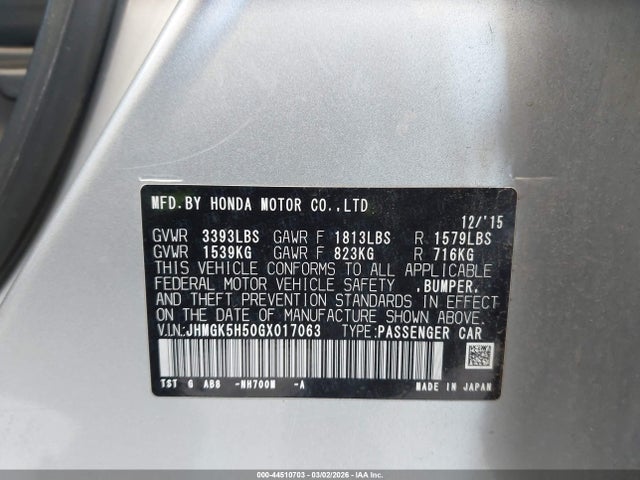 MFD.BY HONDA MOTOR CO.,LTD
12/'15
GVWR 3393LBS GAWR F 1813LBS R 1579LBS
GVWR 1539KG GAWR F 823KG R 716KG
THIS VEHICLE CONFORMS TO ALL APPLICABLE
FEDERAL MOTOR VEHICLE SAFETY ,BUMPER,
AND THEFT PREVENTION STANDARDS IN EFFECT
ON THE DATE OF MANUFACTURE SHOWN ABOVE.
V.I.N.:JHMGK5H50GX017063 TYPE:PASSENGER CAR
TST G ABS -NH700M -A MADE IN JAPAN
000-44510703 — 03/02/2026 — IAAI.COM